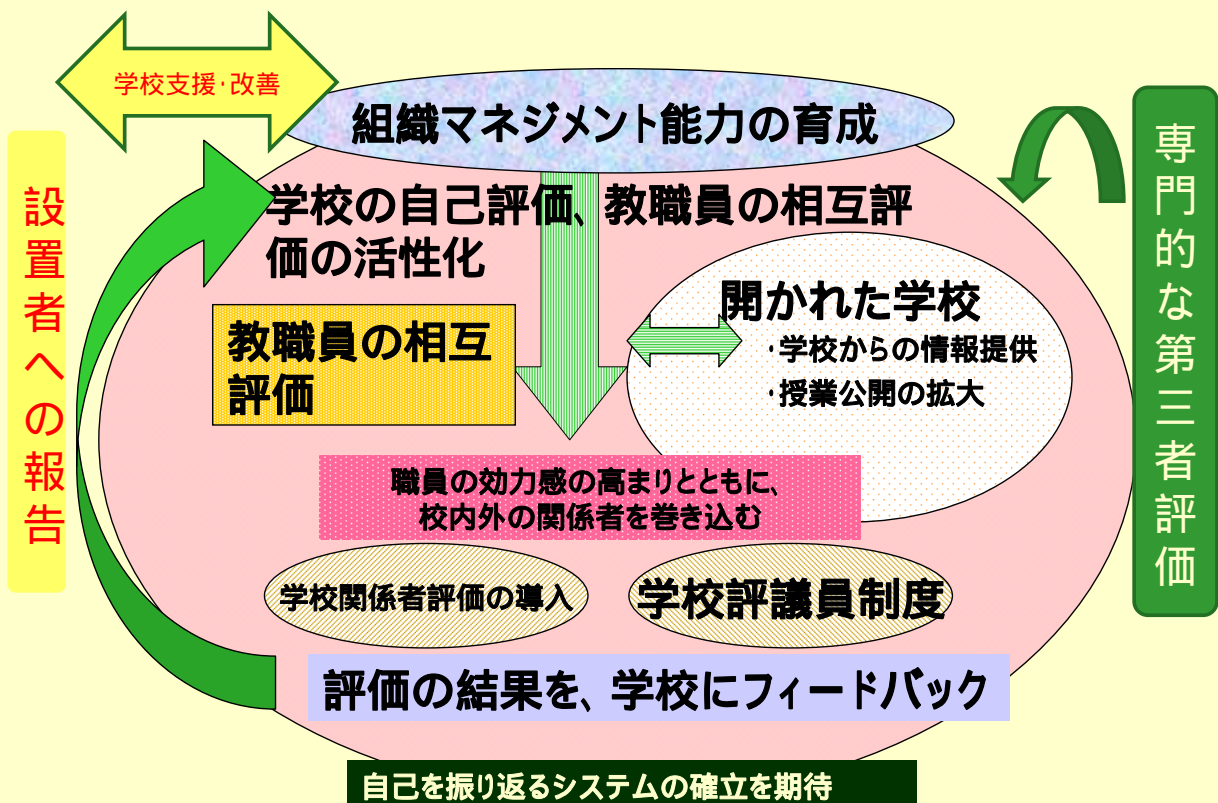 学校支援・改善
組織マネジメント能力の育成
設置者への報告
専門的な第三者評価
学校の自己評価、教職員の相互評
価の活性化
教職員の相互
評価
開かれた学校
・学校からの情報提供
・授業公開の拡大
職員の効力感の高まりとともに、
校内外の関係者を巻き込む
学校関係者評価の導入
学校評議員制度
評価の結果を、学校にフィードバック
自己を振り返るシステムの確立を期待